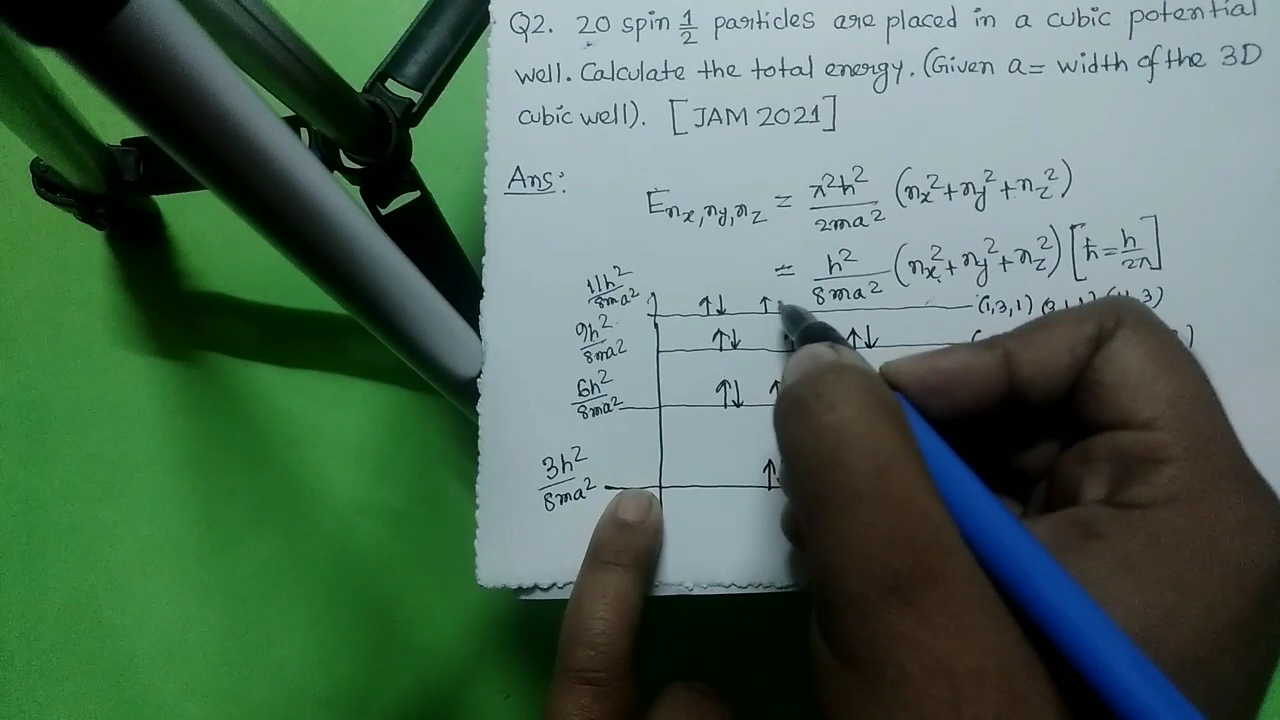 Q2. 20 spin 1/2 particles are placed in a cubic potential
well. Calculate the total energy. (Given a = width of the 3D
cubic well). [JAM 2021]
Ans:
E_{nx,ny,nz} = π²ħ²/2ma² (nx² + ny² + nz²)
= h²/8ma² (nx² + ny² + nz²) [ħ = h/2π]
11h²/8ma² ↑↓ ↑ (1,3,1)
9h²/8ma² ↑↓ ↑↓
6h²/8ma² ↑↓ ↑
3h²/8ma² ↑